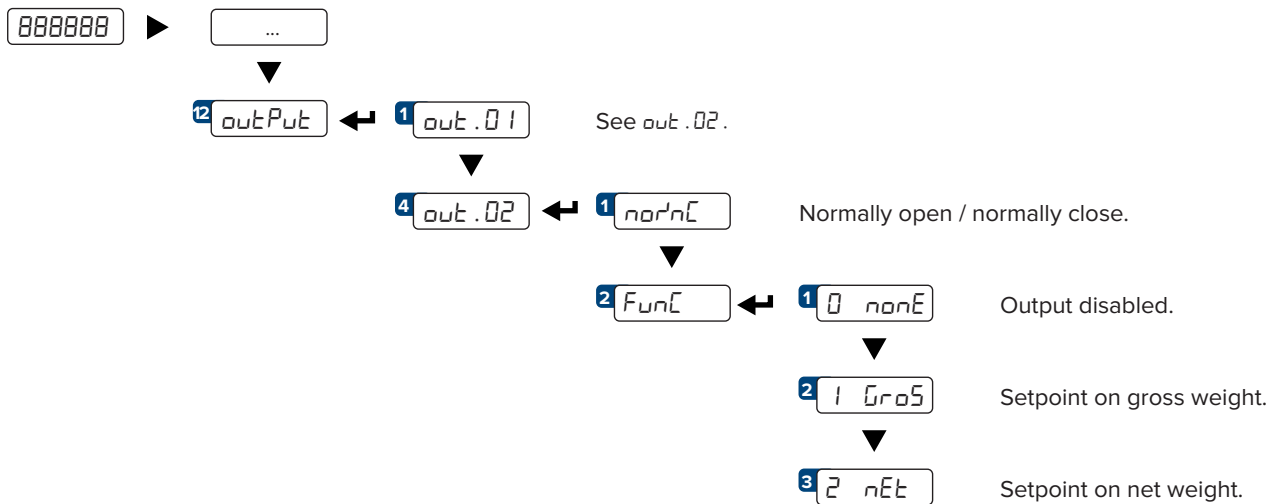 888888 ...
12 outPut 1 out.01 See out.02.
4 out.02 1 no/nC Normally open / normally close.
2 FunC 1 0 nonE Output disabled.
2 1 GroS Setpoint on gross weight.
3 2 nEt Setpoint on net weight.